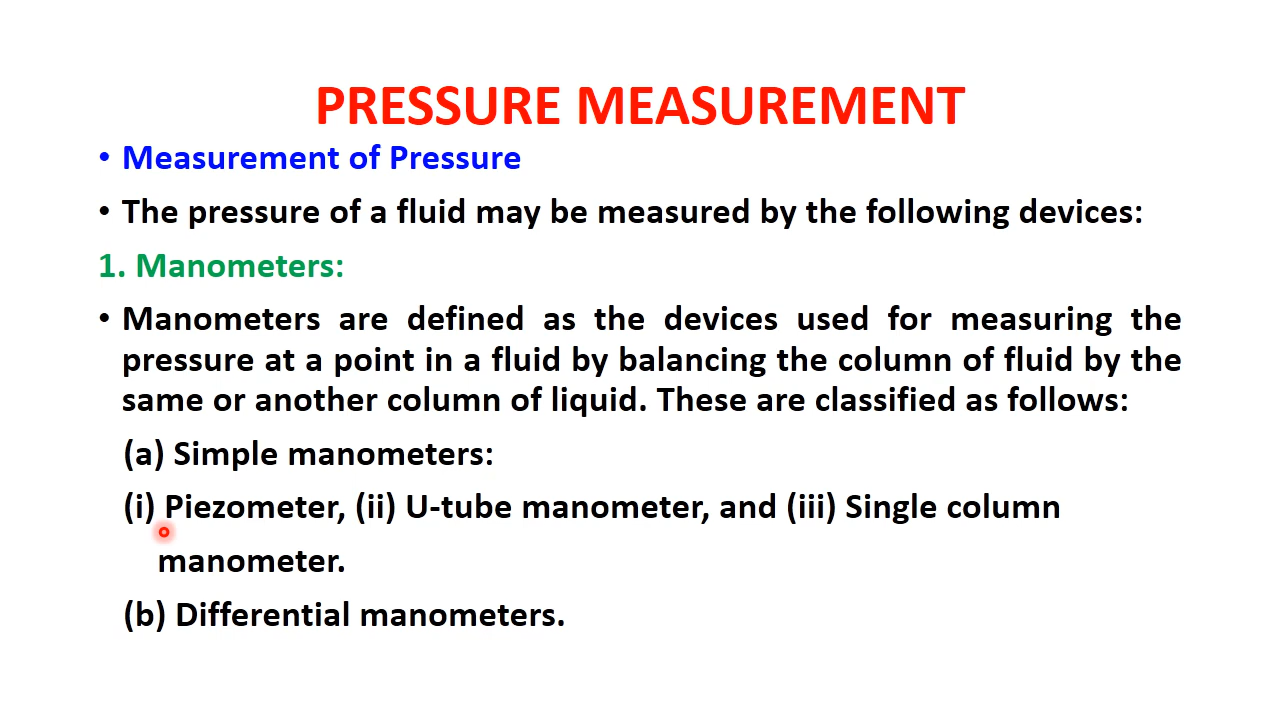 PRESSURE MEASUREMENT
• Measurement of Pressure
• The pressure of a fluid may be measured by the following devices:
1. Manometers:
• Manometers are defined as the devices used for measuring the
pressure at a point in a fluid by balancing the column of fluid by the
same or another column of liquid. These are classified as follows:
(a) Simple manometers:
(i) Piezometer, (ii) U-tube manometer, and (iii) Single column
manometer.
(b) Differential manometers.